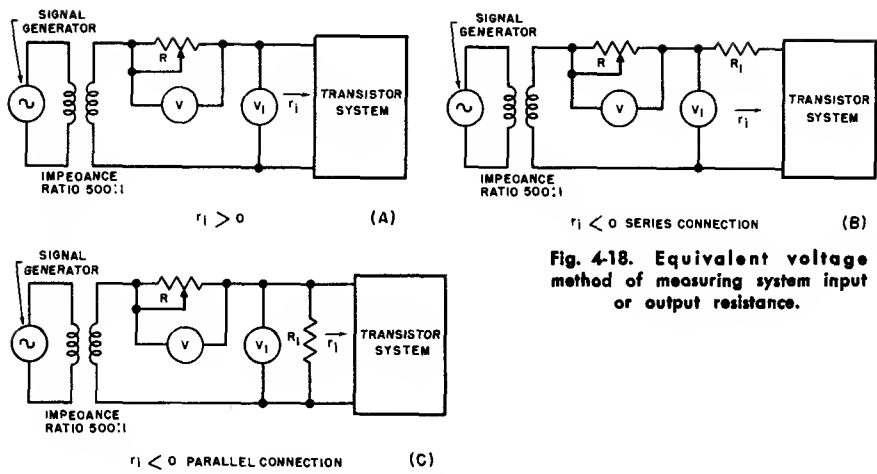 SIGNAL
GENERATOR
R
V
V1
ri
TRANSISTOR
SYSTEM
IMPEDANCE
RATIO 500:1
ri > 0
(A)
SIGNAL
GENERATOR
R
V
V1
R1
ri
TRANSISTOR
SYSTEM
IMPEDANCE
RATIO 500:1
ri < 0 SERIES CONNECTION
(B)
Fig. 4-18. Equivalent voltage
method of measuring system input
or output resistance.
SIGNAL
GENERATOR
R
V
V1
R1
ri
TRANSISTOR
SYSTEM
IMPEDANCE
RATIO 500:1
ri < 0 PARALLEL CONNECTION
(C)